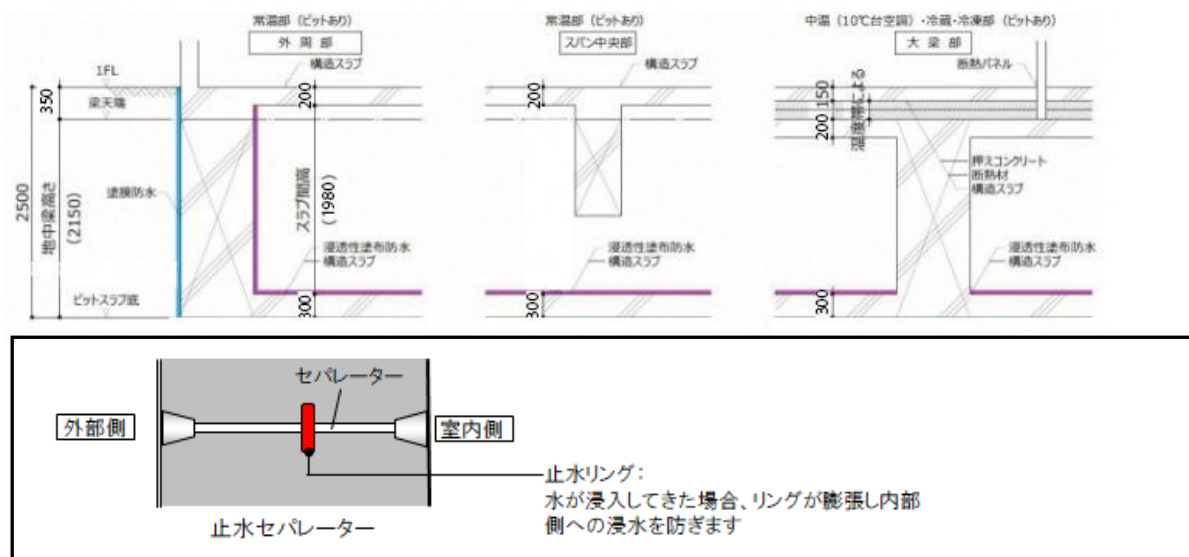 常温部（ピットあり）
外周部
構造スラブ
1FL
梁天端
350
200
2500
地中梁高さ
(2150)
塗膜防水
スラブ間高
(1980)
浸透性塗布防水
構造スラブ
ピットスラブ底
300
常温部（ピットあり）
スパン中央部
構造スラブ
200
浸透性塗布防水
構造スラブ
300
中温（10℃台空調）・冷蔵・冷凍部（ピットあり）
大梁部
断熱パネル
150
200
温度帯による
押えコンクリート
断熱材
構造スラブ
浸透性塗布防水
構造スラブ
300
セパレーター
外部側
室内側
止水リング：
水が浸入してきた場合、リングが膨張し内部
側への浸水を防ぎます
止水セパレーター